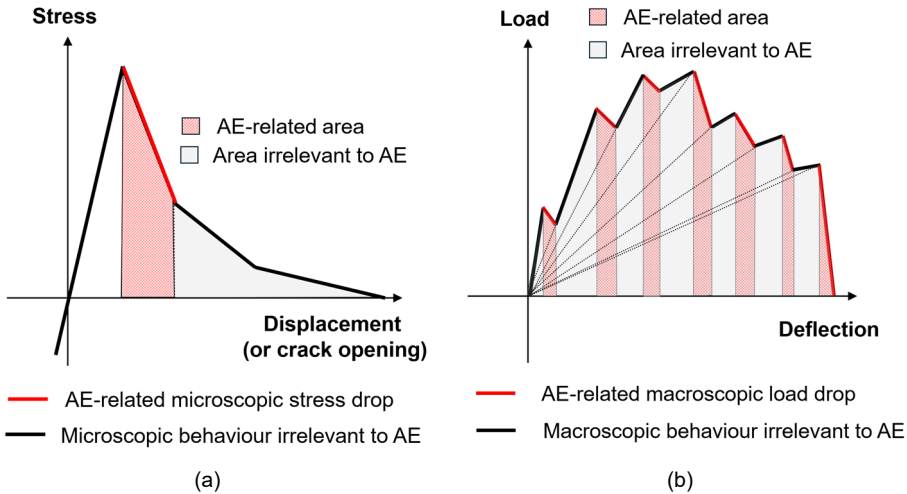 Stress
AE-related area
Area irrelevant to AE
Displacement
(or crack opening)
AE-related microscopic stress drop
Microscopic behaviour irrelevant to AE
(a)
Load
AE-related area
Area irrelevant to AE
Deflection
AE-related macroscopic load drop
Macroscopic behaviour irrelevant to AE
(b)